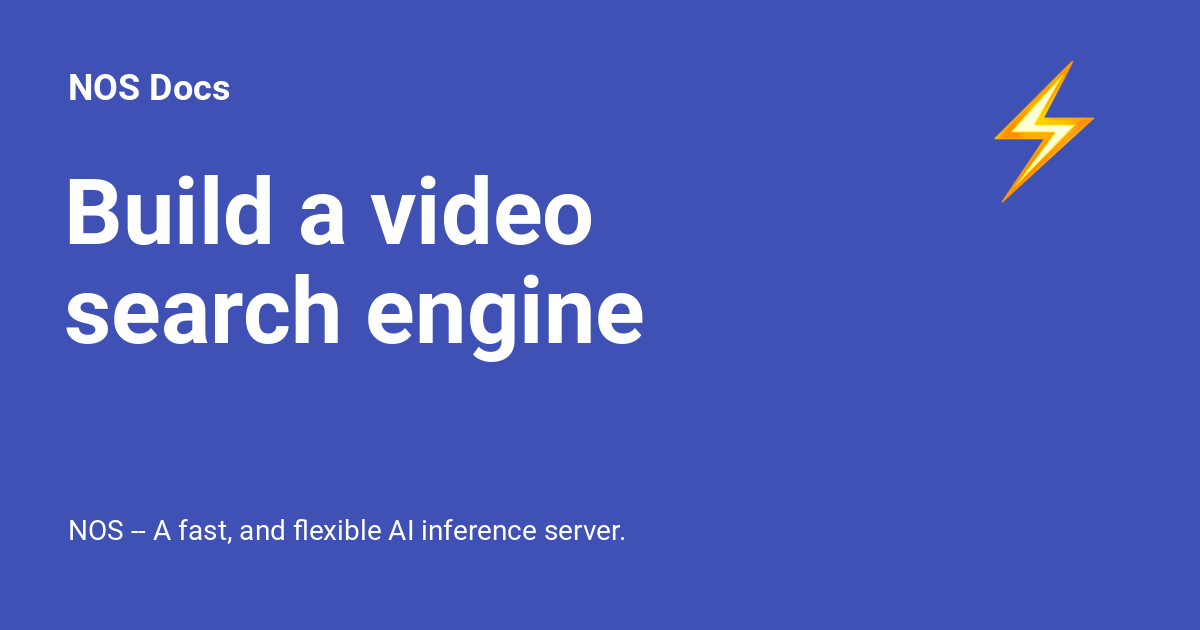 NOS Docs
Build a video
search engine
NOS -- A fast, and flexible AI inference server.